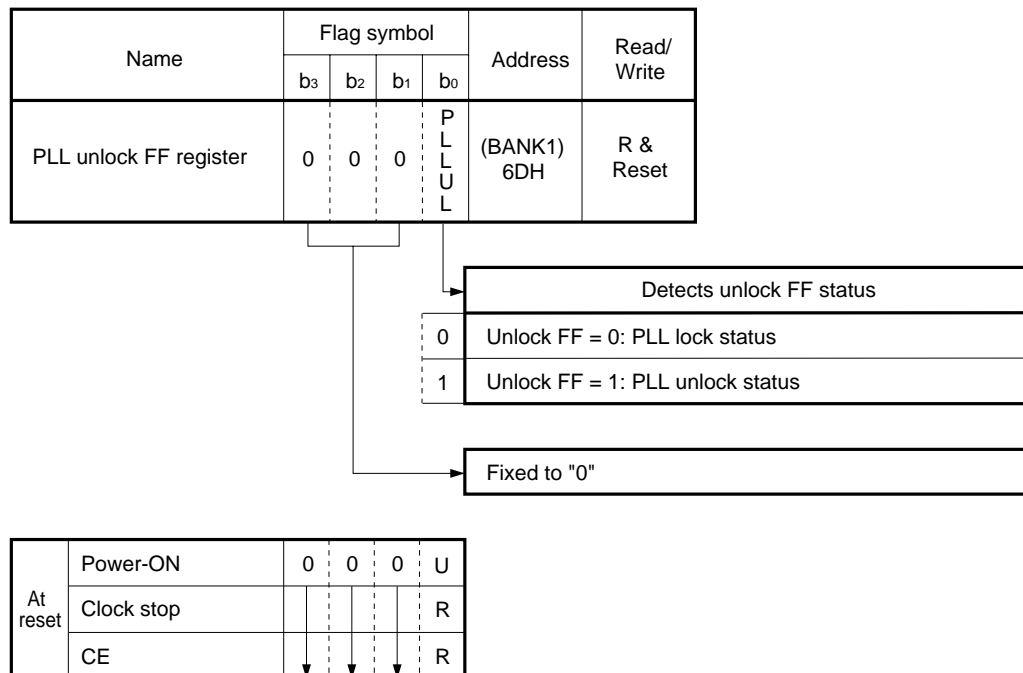 Name
Flag symbol
Address
Read/
Write
b3 b2 b1 b0
PLL unlock FF register
0 0 0
P
L
L
U
L
(BANK1)
6DH
R &
Reset
Detects unlock FF status
0 Unlock FF = 0: PLL lock status
1 Unlock FF = 1: PLL unlock status
Fixed to "0"
At
reset
Power-ON 0 0 0 U
Clock stop R
CE R